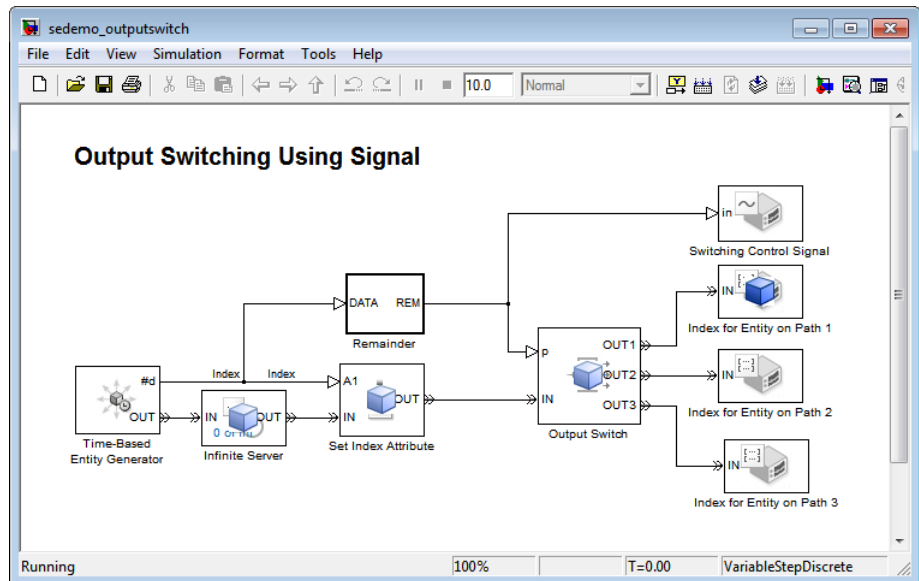 sedemo_outputswitch
File Edit View Simulation Format Tools Help
10.0 Normal
Output Switching Using Signal
in
Switching Control Signal
DATA REM
Remainder
IN
Index for Entity on Path 1
p OUT1
OUT2
IN OUT3
Output Switch
IN
Index for Entity on Path 2
#d
OUT
Time-Based
Entity Generator
Index Index
IN OUT
Infinite Server
A1
IN OUT
Set Index Attribute
IN
Index for Entity on Path 3
Running 100% T=0.00 VariableStepDiscrete